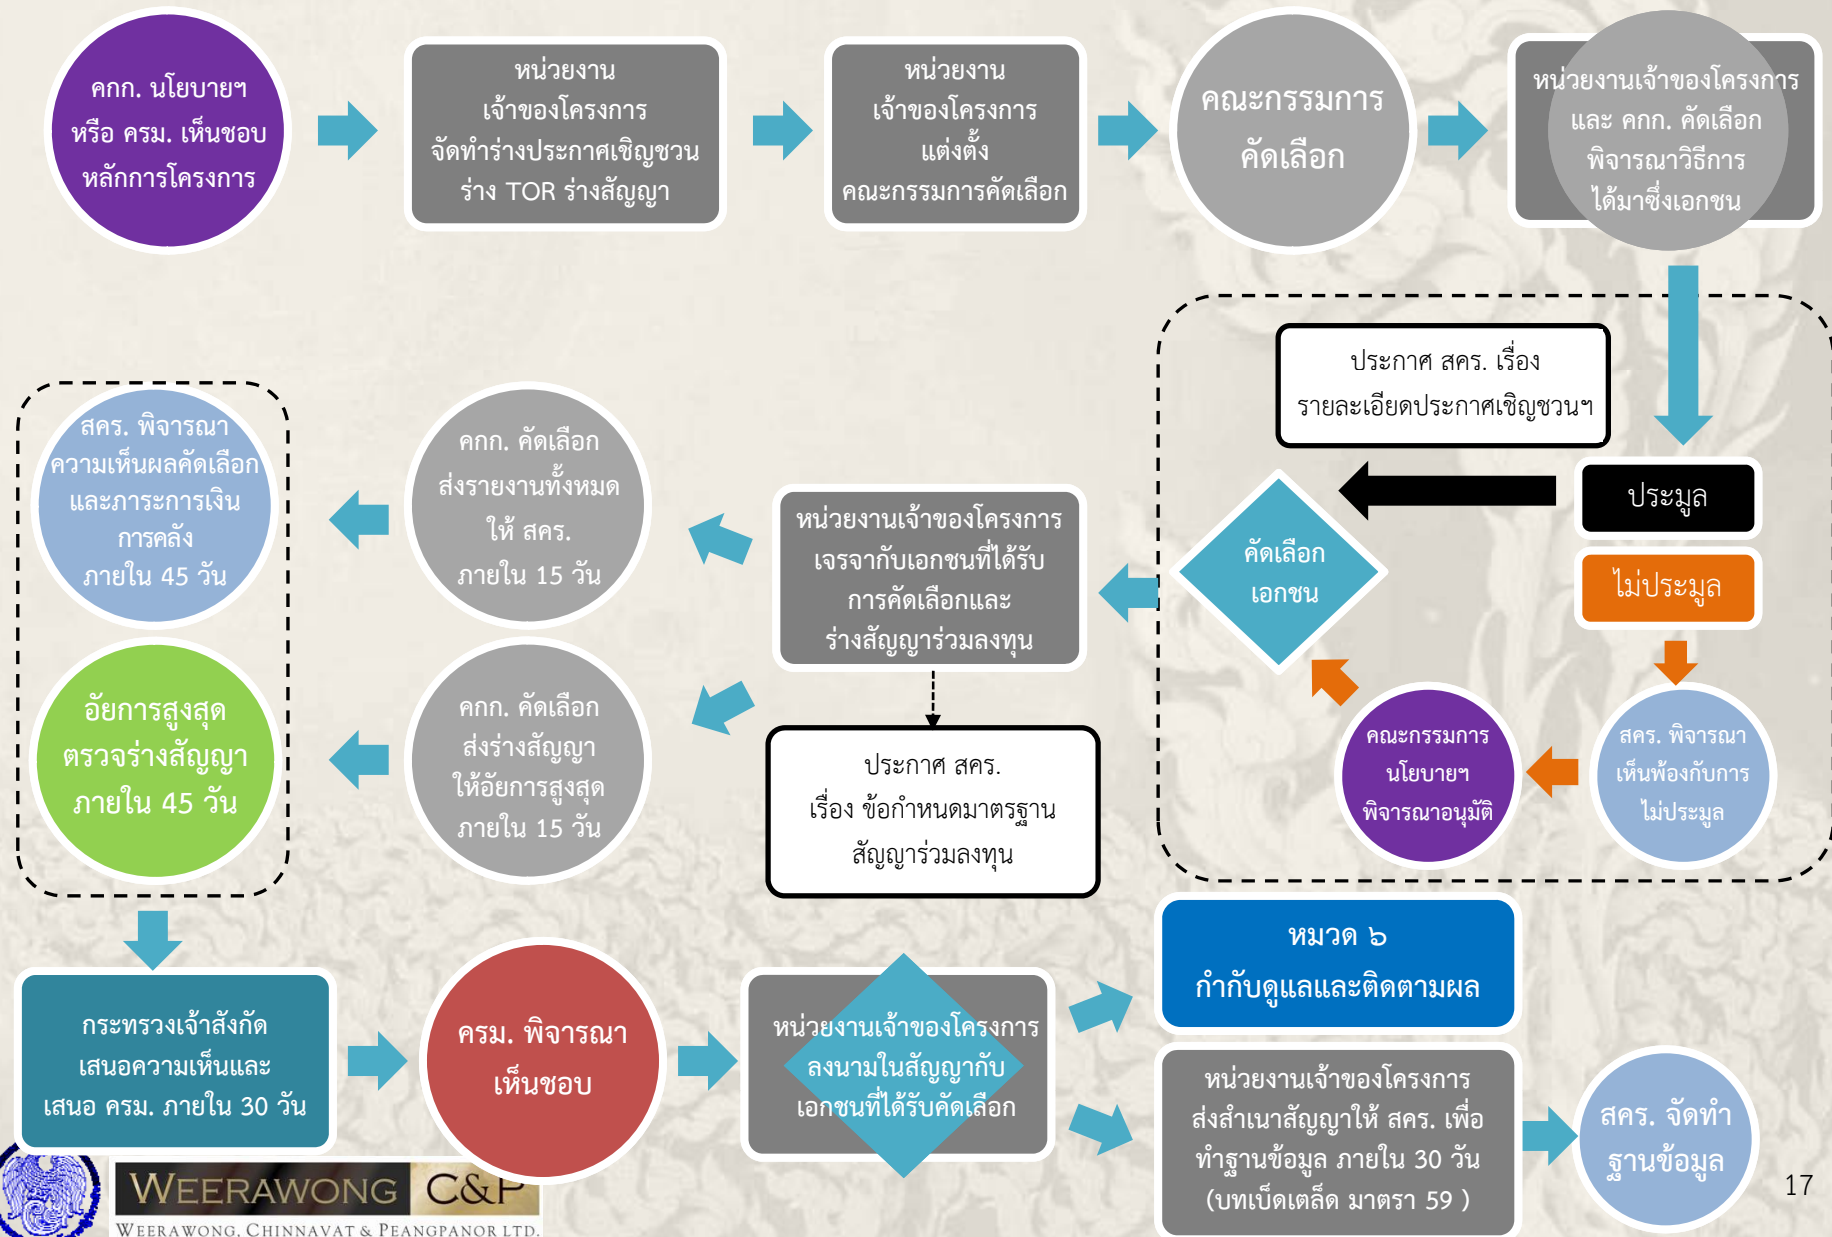 คกก. นโยบายฯ
หรือ ครม. เห็นชอบ
หลักการโครงการ
หน่วยงาน
เจ้าของโครงการ
จัดทำร่างประกาศเชิญชวน
ร่าง TOR ร่างสัญญา
หน่วยงาน
เจ้าของโครงการ
แต่งตั้ง
คณะกรรมการคัดเลือก
คณะกรรมการ
คัดเลือก
หน่วยงานเจ้าของโครงการ
และ คกก. คัดเลือก
พิจารณาวิธีการ
ได้มาซึ่งเอกชน
ประกาศ สคร. เรื่อง
รายละเอียดประกาศเชิญชวนฯ
ประมูล
ไม่ประมูล
สคร. พิจารณา
เห็นพ้องกับการ
ไม่ประมูล
คณะกรรมการ
นโยบายฯ
พิจารณาอนุมัติ
คัดเลือก
เอกชน
หน่วยงานเจ้าของโครงการ
เจรจากับเอกชนที่ได้รับ
การคัดเลือกและ
ร่างสัญญาร่วมลงทุน
ประกาศ สคร.
เรื่อง ข้อกำหนดมาตรฐาน
สัญญาร่วมลงทุน
คกก. คัดเลือก
ส่งรายงานทั้งหมด
ให้ สคร.
ภายใน 15 วัน
สคร. พิจารณา
ความเห็นผลคัดเลือก
และภาระการเงิน
การคลัง
ภายใน 45 วัน
คกก. คัดเลือก
ส่งร่างสัญญา
ให้อัยการสูงสุด
ภายใน 15 วัน
อัยการสูงสุด
ตรวจร่างสัญญา
ภายใน 45 วัน
กระทรวงเจ้าสังกัด
เสนอความเห็นและ
เสนอ ครม. ภายใน 30 วัน
ครม. พิจารณา
เห็นชอบ
หน่วยงานเจ้าของโครงการ
ลงนามในสัญญากับ
เอกชนที่ได้รับคัดเลือก
หมวด ๖
กำกับดูแลและติดตามผล
หน่วยงานเจ้าของโครงการ
ส่งสำเนาสัญญาให้ สคร. เพื่อ
ทำฐานข้อมูล ภายใน 30 วัน
(บทเบ็ดเตล็ด มาตรา 59 )
สคร. จัดทำ
ฐานข้อมูล
WEERAWONG C&P
WEERAWONG, CHINNAVAT & PEANGPANOR LTD.
17